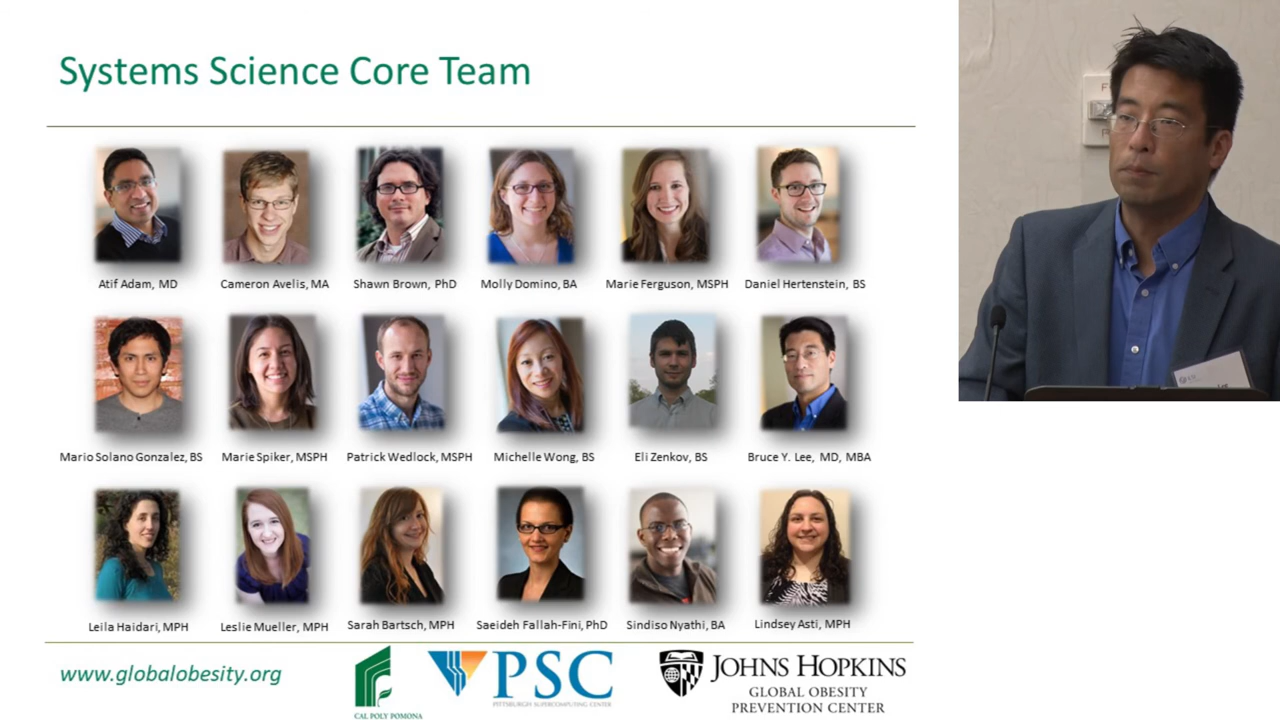 Systems Science Core Team
Atif Adam, MD
Cameron Avelis, MA
Shawn Brown, PhD
Molly Domino, BA
Marie Ferguson, MSPH
Daniel Hertenstein, BS
Mario Solano Gonzalez, BS
Marie Spiker, MSPH
Patrick Wedlock, MSPH
Michelle Wong, BS
Eli Zenkov, BS
Bruce Y. Lee, MD, MBA
Leila Haidari, MPH
Leslie Mueller, MPH
Sarah Bartsch, MPH
Saeideh Fallah-Fini, PhD
Sindiso Nyathi, BA
Lindsey Asti, MPH
www.globalobesity.org
CAL POLY POMONA
PSC
PITTSBURGH SUPERCOMPUTING CENTER
JOHNS HOPKINS
GLOBAL OBESITY
PREVENTION CENTER